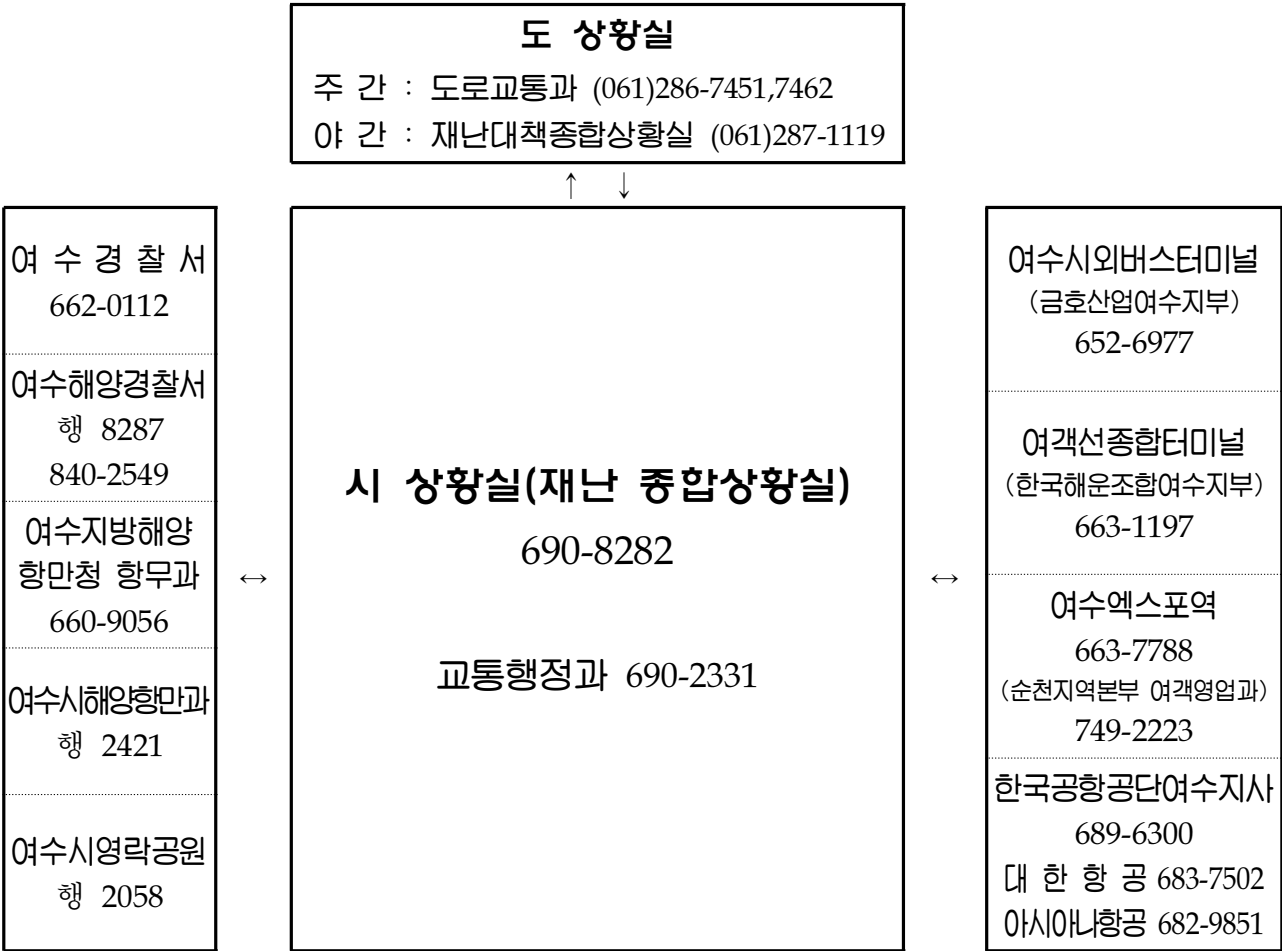 도 상황실
주 간 : 도로교통과 (061)286-7451,7462
야 간 : 재난대책종합상황실 (061)287-1119
↑ ↓
여 수 경 찰 서
662-0112
여수해양경찰서
행 8287
840-2549
여수지방해양
항만청 항무과
660-9056
여수시해양항만과
행 2421
여수시영락공원
행 2058
↔
시 상황실(재난 종합상황실)
690-8282
교통행정과 690-2331
↔
여수시외버스터미널
(금호산업여수지부)
652-6977
여객선종합터미널
(한국해운조합여수지부)
663-1197
여수엑스포역
663-7788
(순천지역본부 여객영업과)
749-2223
한국공항공단여수지사
689-6300
대 한 항 공 683-7502
아시아나항공 682-9851